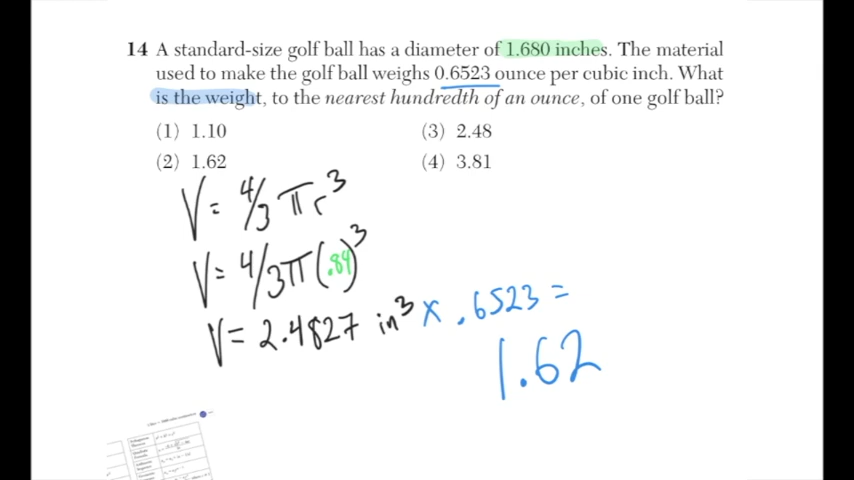 14 A standard-size golf ball has a diameter of 1.680 inches. The material
used to make the golf ball weighs 0.6523 ounce per cubic inch. What
is the weight, to the nearest hundredth of an ounce, of one golf ball?
(1) 1.10 (3) 2.48
(2) 1.62 (4) 3.81
V = 4/3 π r³
V = 4/3 π (.84)³
V = 2.4827 in³ x .6523 =
1.62